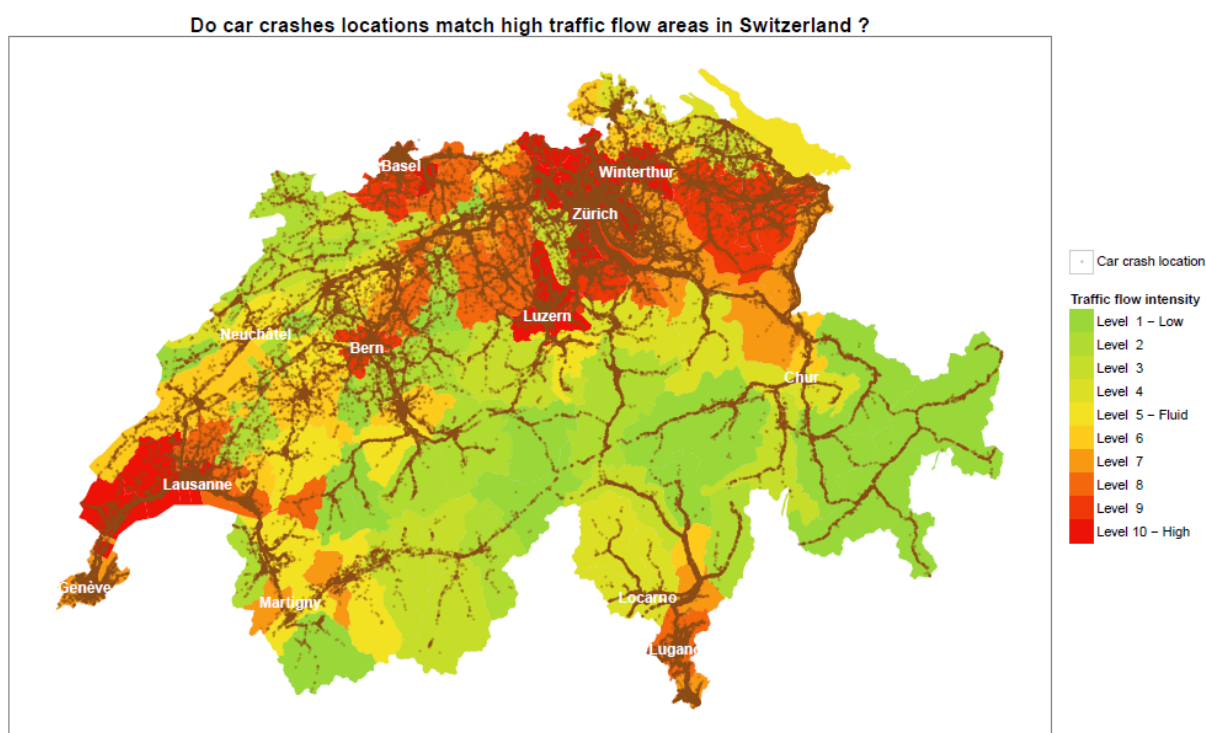 Do car crashes locations match high traffic flow areas in Switzerland ?
Basel
Winterthur
Zürich
Luzern
Neuchâtel
Bern
Chur
Lausanne
Genève
Martigny
Locarno
Lugano
Car crash location
Traffic flow intensity
Level 1 – Low
Level 2
Level 3
Level 4
Level 5 – Fluid
Level 6
Level 7
Level 8
Level 9
Level 10 – High